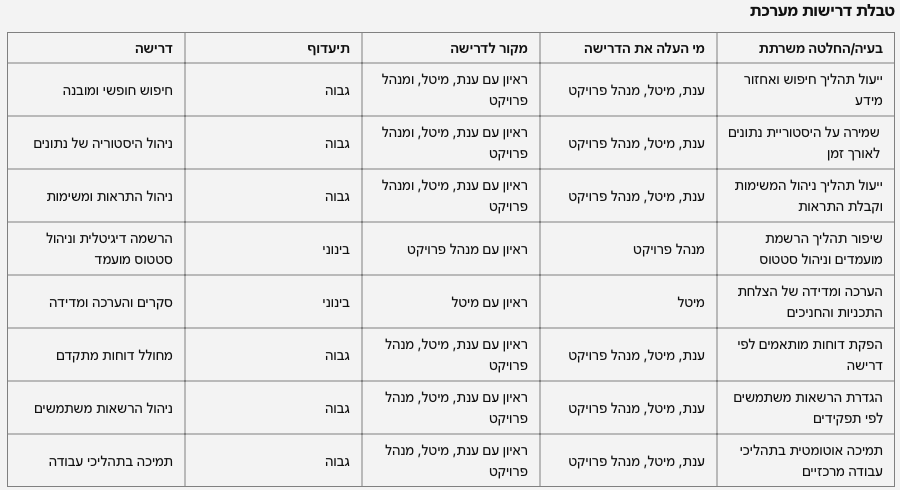 טבלת דרישות מערכת
בעיה/החלטה משרתת מי העלה את הדרישה מקור לדרישה תיעדוף דרישה
ייעול תהליך חיפוש ואחזור
מידע
ענת, מיטל, מנהל פרויקט
ראיון עם ענת, מיטל, ומנהל
פרויקט
גבוה
חיפוש חופשי ומובנה
שמירה על היסטוריית נתונים
לאורך זמן
ענת, מיטל, מנהל פרויקט
ראיון עם ענת, מיטל, ומנהל
פרויקט
גבוה
ניהול היסטוריה של נתונים
ייעול תהליך ניהול המשימות
וקבלת התראות
ענת, מיטל, מנהל פרויקט
ראיון עם ענת, מיטל, ומנהל
פרויקט
גבוה
ניהול התראות ומשימות
שיפור תהליך הרשמת
מועמדים וניהול סטטוס
מנהל פרויקט
ראיון עם מנהל פרויקט
בינוני
הרשמה דיגיטלית וניהול
סטטוס מועמד
הערכה ומדידה של הצלחת
התכניות והחניכים
מיטל
ראיון עם מיטל
בינוני
סקרים והערכה ומדידה
הפקת דוחות מותאמים לפי
דרישה
ענת, מיטל, מנהל פרויקט
ראיון עם ענת, מיטל, מנהל
פרויקט
גבוה
מחולל דוחות מתקדם
הגדרת הרשאות משתמשים
לפי תפקידים
ענת, מיטל, מנהל פרויקט
ראיון עם ענת, מיטל, מנהל
פרויקט
גבוה
ניהול הרשאות משתמשים
תמיכה אוטומטית בתהליכי
עבודה מרכזיים
ענת, מיטל, מנהל פרויקט
ראיון עם ענת, מיטל, מנהל
פרויקט
גבוה
תמיכה בתהליכי עבודה